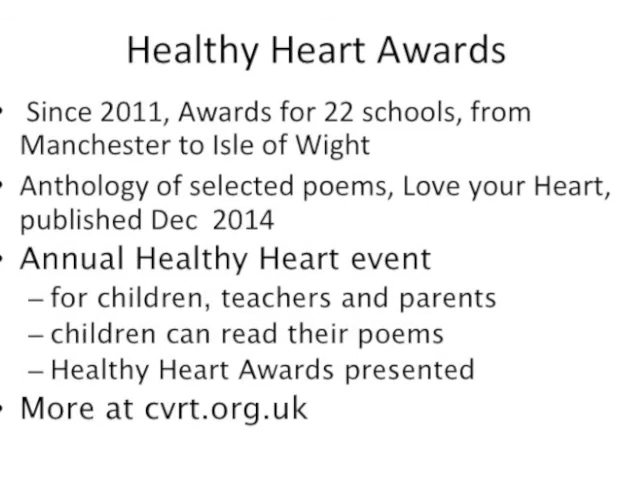 Healthy Heart Awards
• Since 2011, Awards for 22 schools, from
Manchester to Isle of Wight
• Anthology of selected poems, Love your Heart,
published Dec 2014
• Annual Healthy Heart event
– for children, teachers and parents
– children can read their poems
– Healthy Heart Awards presented
• More at cvrt.org.uk